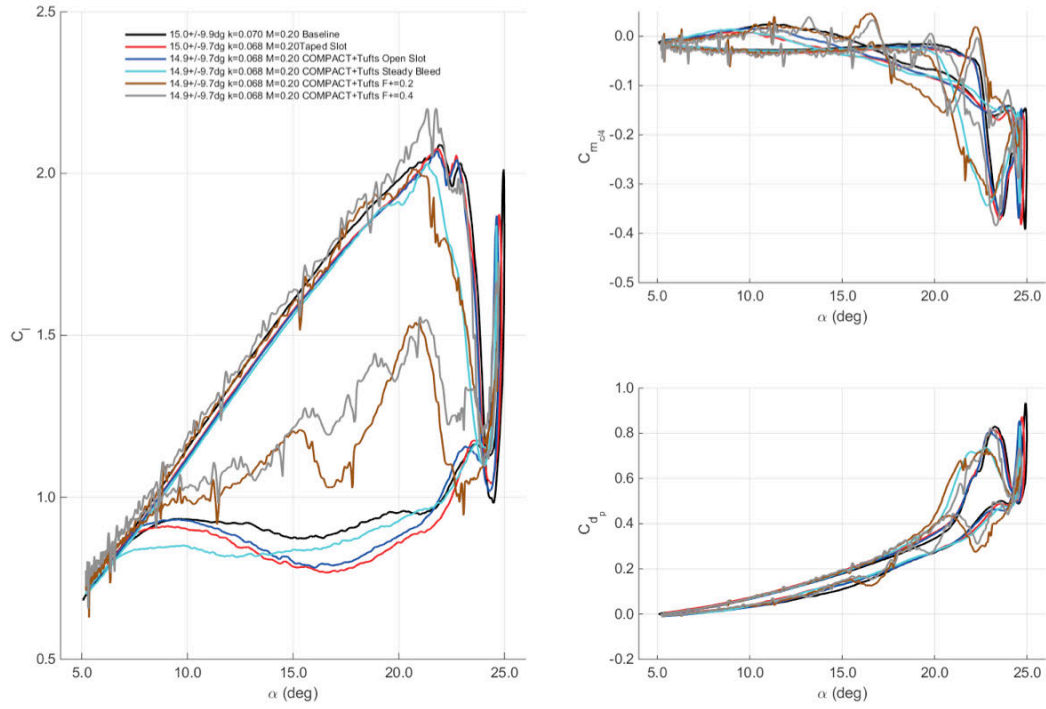 2.5
15.0+/-9.9dg k=0.070 M=0.20 Baseline
15.0+/-9.7dg k=0.068 M=0.20Taped Slot
14.9+/-9.7dg k=0.068 M=0.20 COMPACT+Tufts Open Slot
14.9+/-9.7dg k=0.068 M=0.20 COMPACT+Tufts Steady Bleed
14.9+/-9.7dg k=0.068 M=0.20 COMPACT+Tufts F+=0.2
14.9+/-9.7dg k=0.068 M=0.20 COMPACT+Tufts F+=0.4
2.0
1.5
1.0
0.5
Cl
5.0 10.0 15.0 20.0 25.0
α (deg)
0.0
-0.1
-0.2
-0.3
-0.4
-0.5
Cmc/4
5.0 10.0 15.0 20.0 25.0
α (deg)
1.0
0.8
0.6
0.4
0.2
0.0
-0.2
Cdp
5.0 10.0 15.0 20.0 25.0
α (deg)